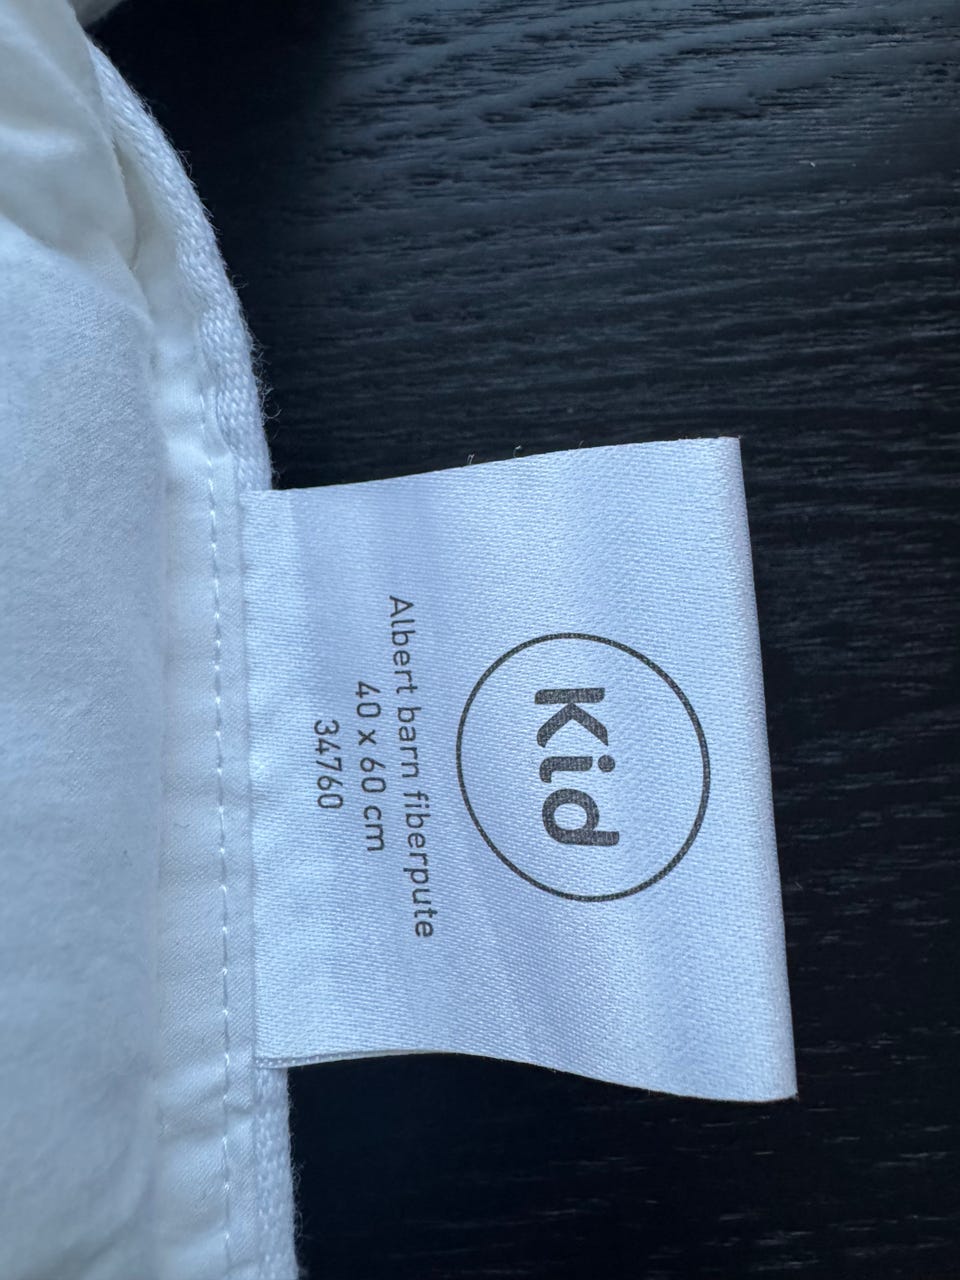 kid
Albert barn fiberpute
40 x 60 cm
34760